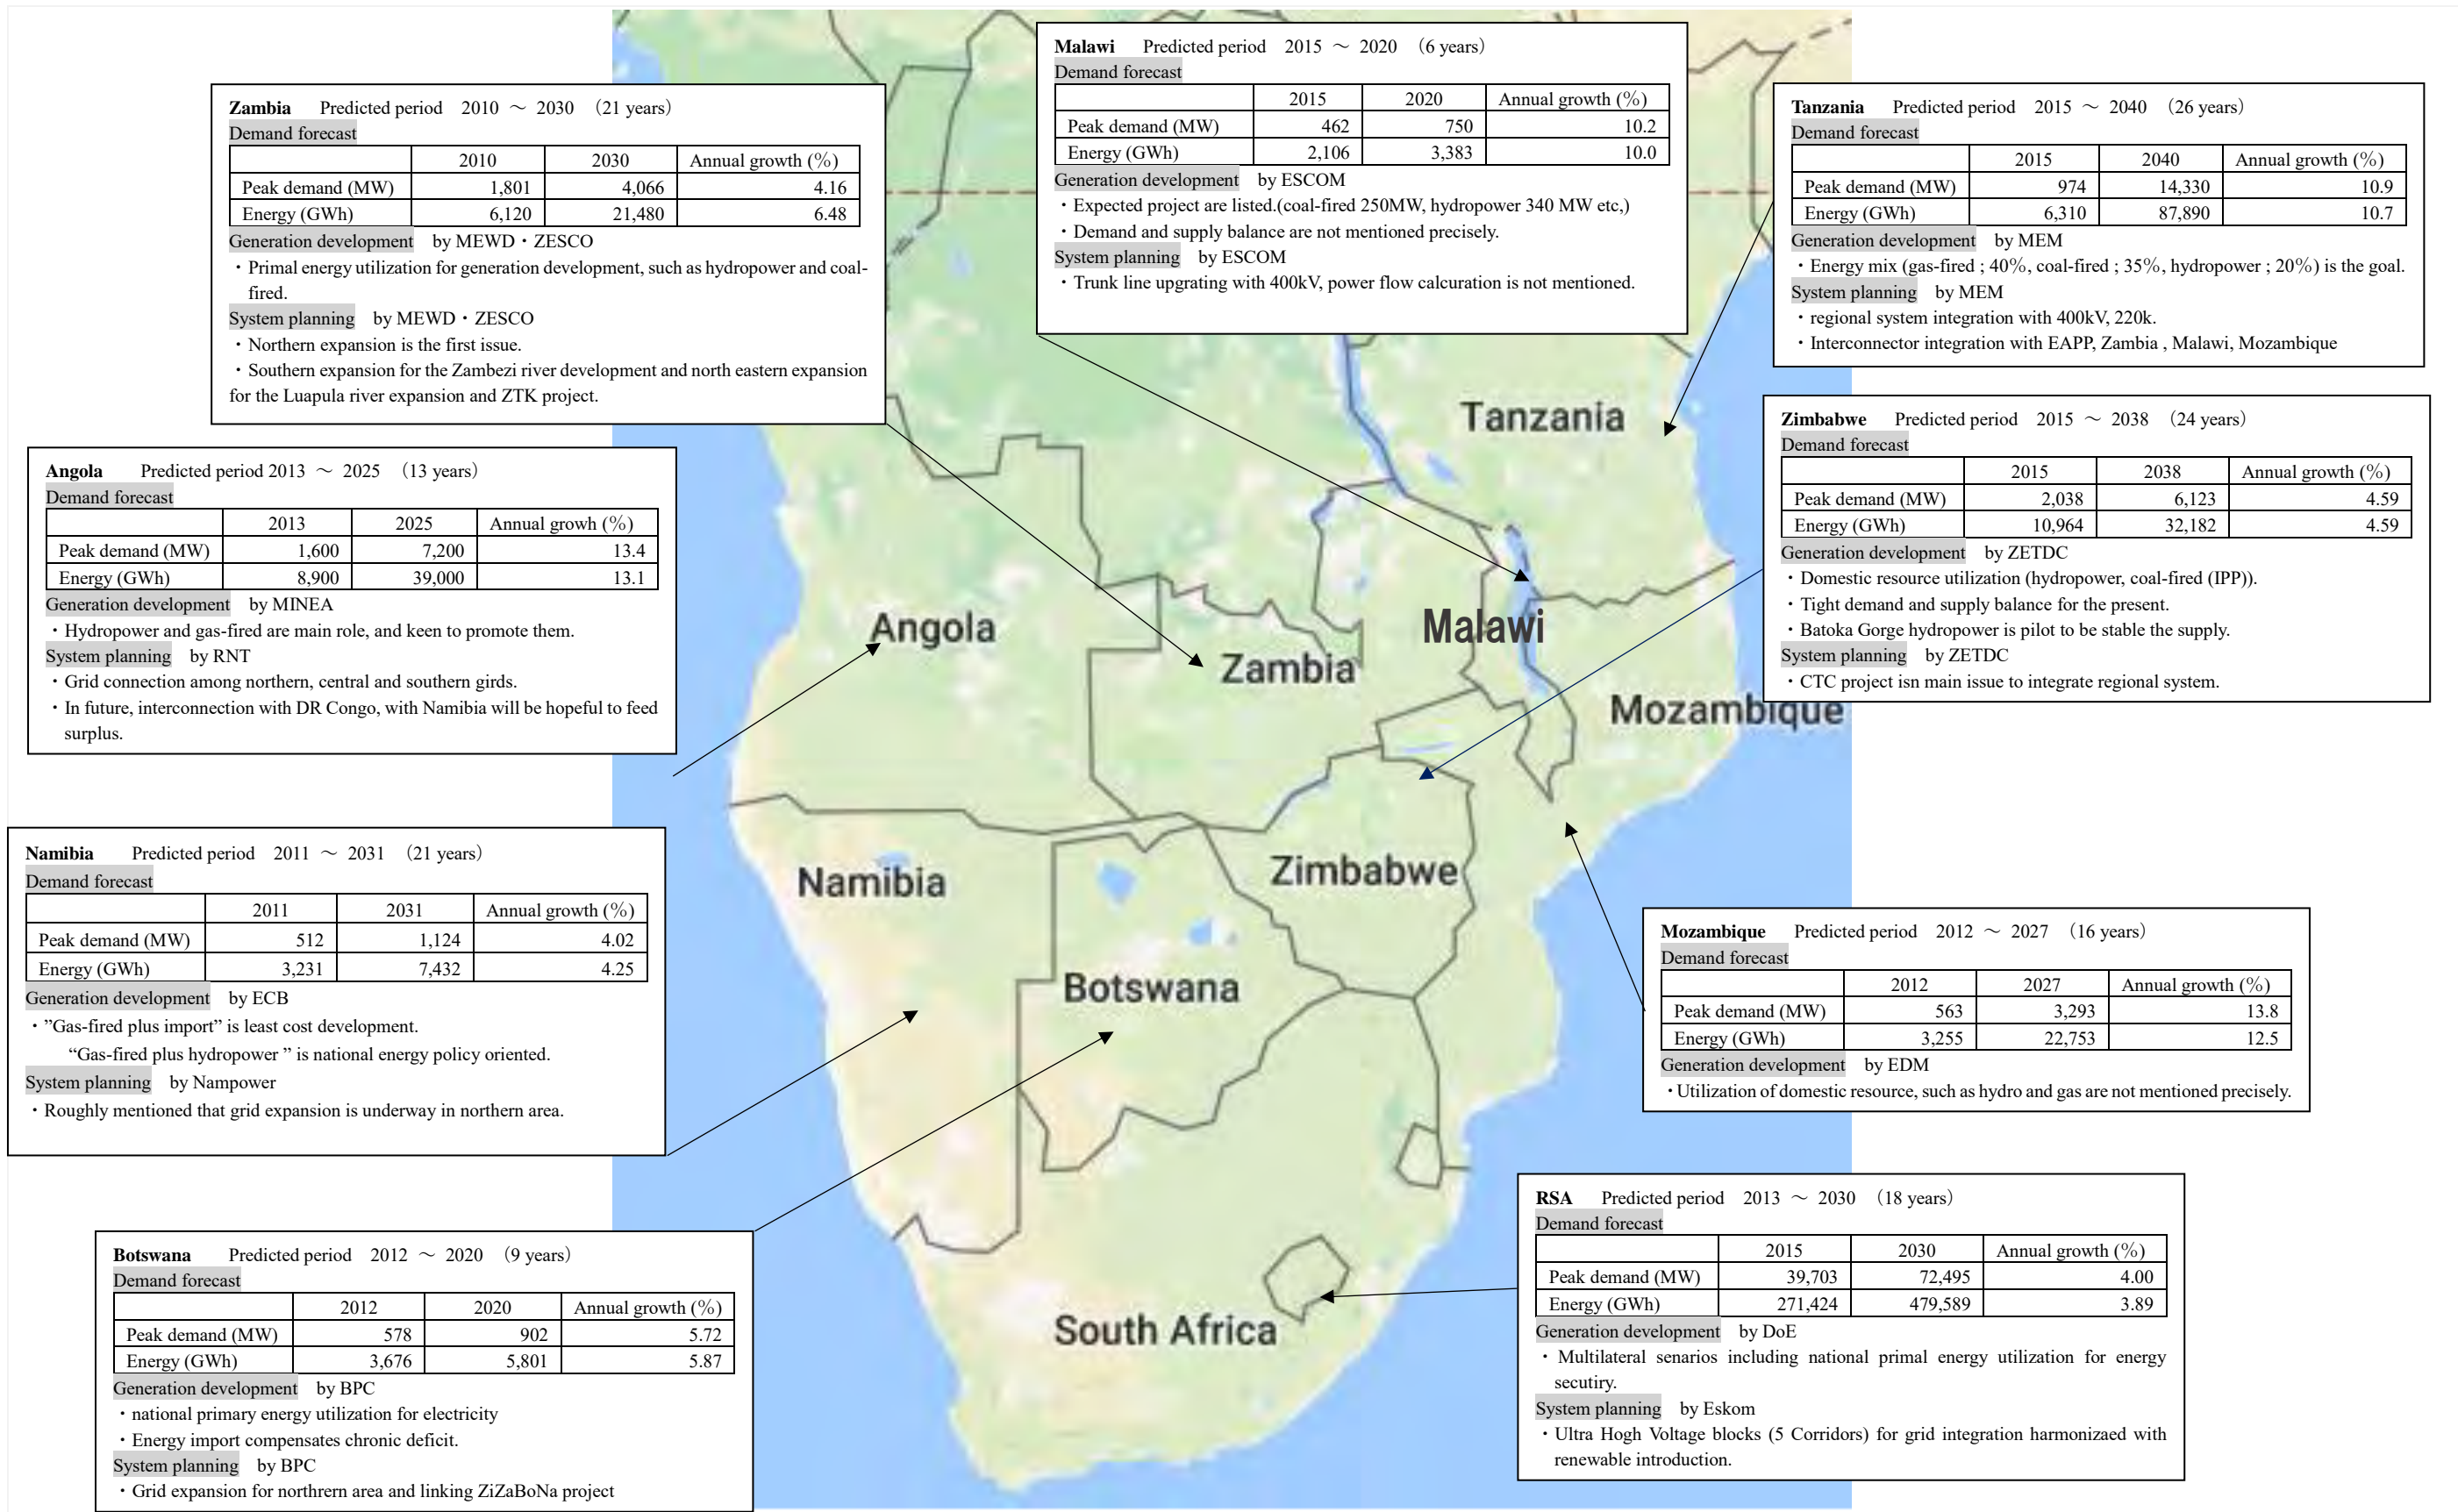 Zambia Predicted period 2010 ～ 2030 （21 years）
Demand forecast
2010 2030 Annual growth (%)
Peak demand (MW) 1,801 4,066 4.16
Energy (GWh) 6,120 21,480 6.48
Generation development by MEWD・ZESCO
・Primal energy utilization for generation development, such as hydropower and coal-
fired.
System planning by MEWD・ZESCO
・Northern expansion is the first issue.
・Southern expansion for the Zambezi river development and north eastern expansion
for the Luapula river expansion and ZTK project.
Malawi Predicted period 2015 ～ 2020 （6 years）
Demand forecast
2015 2020 Annual growth (%)
Peak demand (MW) 462 750 10.2
Energy (GWh) 2,106 3,383 10.0
Generation development by ESCOM
・Expected project are listed.(coal-fired 250MW, hydropower 340 MW etc,)
・Demand and supply balance are not mentioned precisely.
System planning by ESCOM
・Trunk line upgrating with 400kV, power flow calcuration is not mentioned.
Tanzania Predicted period 2015 ～ 2040 （26 years）
Demand forecast
2015 2040 Annual growth (%)
Peak demand (MW) 974 14,330 10.9
Energy (GWh) 6,310 87,890 10.7
Generation development by MEM
・Energy mix (gas-fired ; 40%, coal-fired ; 35%, hydropower ; 20%) is the goal.
System planning by MEM
・regional system integration with 400kV, 220k.
・Interconnector integration with EAPP, Zambia , Malawi, Mozambique
Zimbabwe Predicted period 2015 ～ 2038 （24 years）
Demand forecast
2015 2038 Annual growth (%)
Peak demand (MW) 2,038 6,123 4.59
Energy (GWh) 10,964 32,182 4.59
Generation development by ZETDC
・Domestic resource utilization (hydropower, coal-fired (IPP)).
・Tight demand and supply balance for the present.
・Batoka Gorge hydropower is pilot to be stable the supply.
System planning by ZETDC
・CTC project isn main issue to integrate regional system.
Angola Predicted period 2013 ～ 2025 （13 years）
Demand forecast
2013 2025 Annual growh (%)
Peak demand (MW) 1,600 7,200 13.4
Energy (GWh) 8,900 39,000 13.1
Generation development by MINEA
・Hydropower and gas-fired are main role, and keen to promote them.
System planning by RNT
・Grid connection among northern, central and southern girds.
・In future, interconnection with DR Congo, with Namibia will be hopeful to feed
surplus.
Tanzania
Angola
Malawi
Zambia
Mozambique
Namibia
Zimbabwe
Botswana
South Africa
Namibia Predicted period 2011 ～ 2031 （21 years）
Demand forecast
2011 2031 Annual growth (%)
Peak demand (MW) 512 1,124 4.02
Energy (GWh) 3,231 7,432 4.25
Generation development by ECB
・”Gas-fired plus import” is least cost development.
“Gas-fired plus hydropower ” is national energy policy oriented.
System planning by Nampower
・Roughly mentioned that grid expansion is underway in northern area.
Mozambique Predicted period 2012 ～ 2027 （16 years）
Demand forecast
2012 2027 Annual growth (%)
Peak demand (MW) 563 3,293 13.8
Energy (GWh) 3,255 22,753 12.5
Generation development by EDM
・Utilization of domestic resource, such as hydro and gas are not mentioned precisely.
Botswana Predicted period 2012 ～ 2020 （9 years）
Demand forecast
2012 2020 Annual growth (%)
Peak demand (MW) 578 902 5.72
Energy (GWh) 3,676 5,801 5.87
Generation development by BPC
・national primary energy utilization for electricity
・Energy import compensates chronic deficit.
System planning by BPC
・Grid expansion for northrern area and linking ZiZaBoNa project
RSA Predicted period 2013 ～ 2030 （18 years）
Demand forecast
2015 2030 Annual growth (%)
Peak demand (MW) 39,703 72,495 4.00
Energy (GWh) 271,424 479,589 3.89
Generation development by DoE
・Multilateral senarios including national primal energy utilization for energy
secutiry.
System planning by Eskom
・Ultra Hogh Voltage blocks (5 Corridors) for grid integration harmonizaed with
renewable introduction.